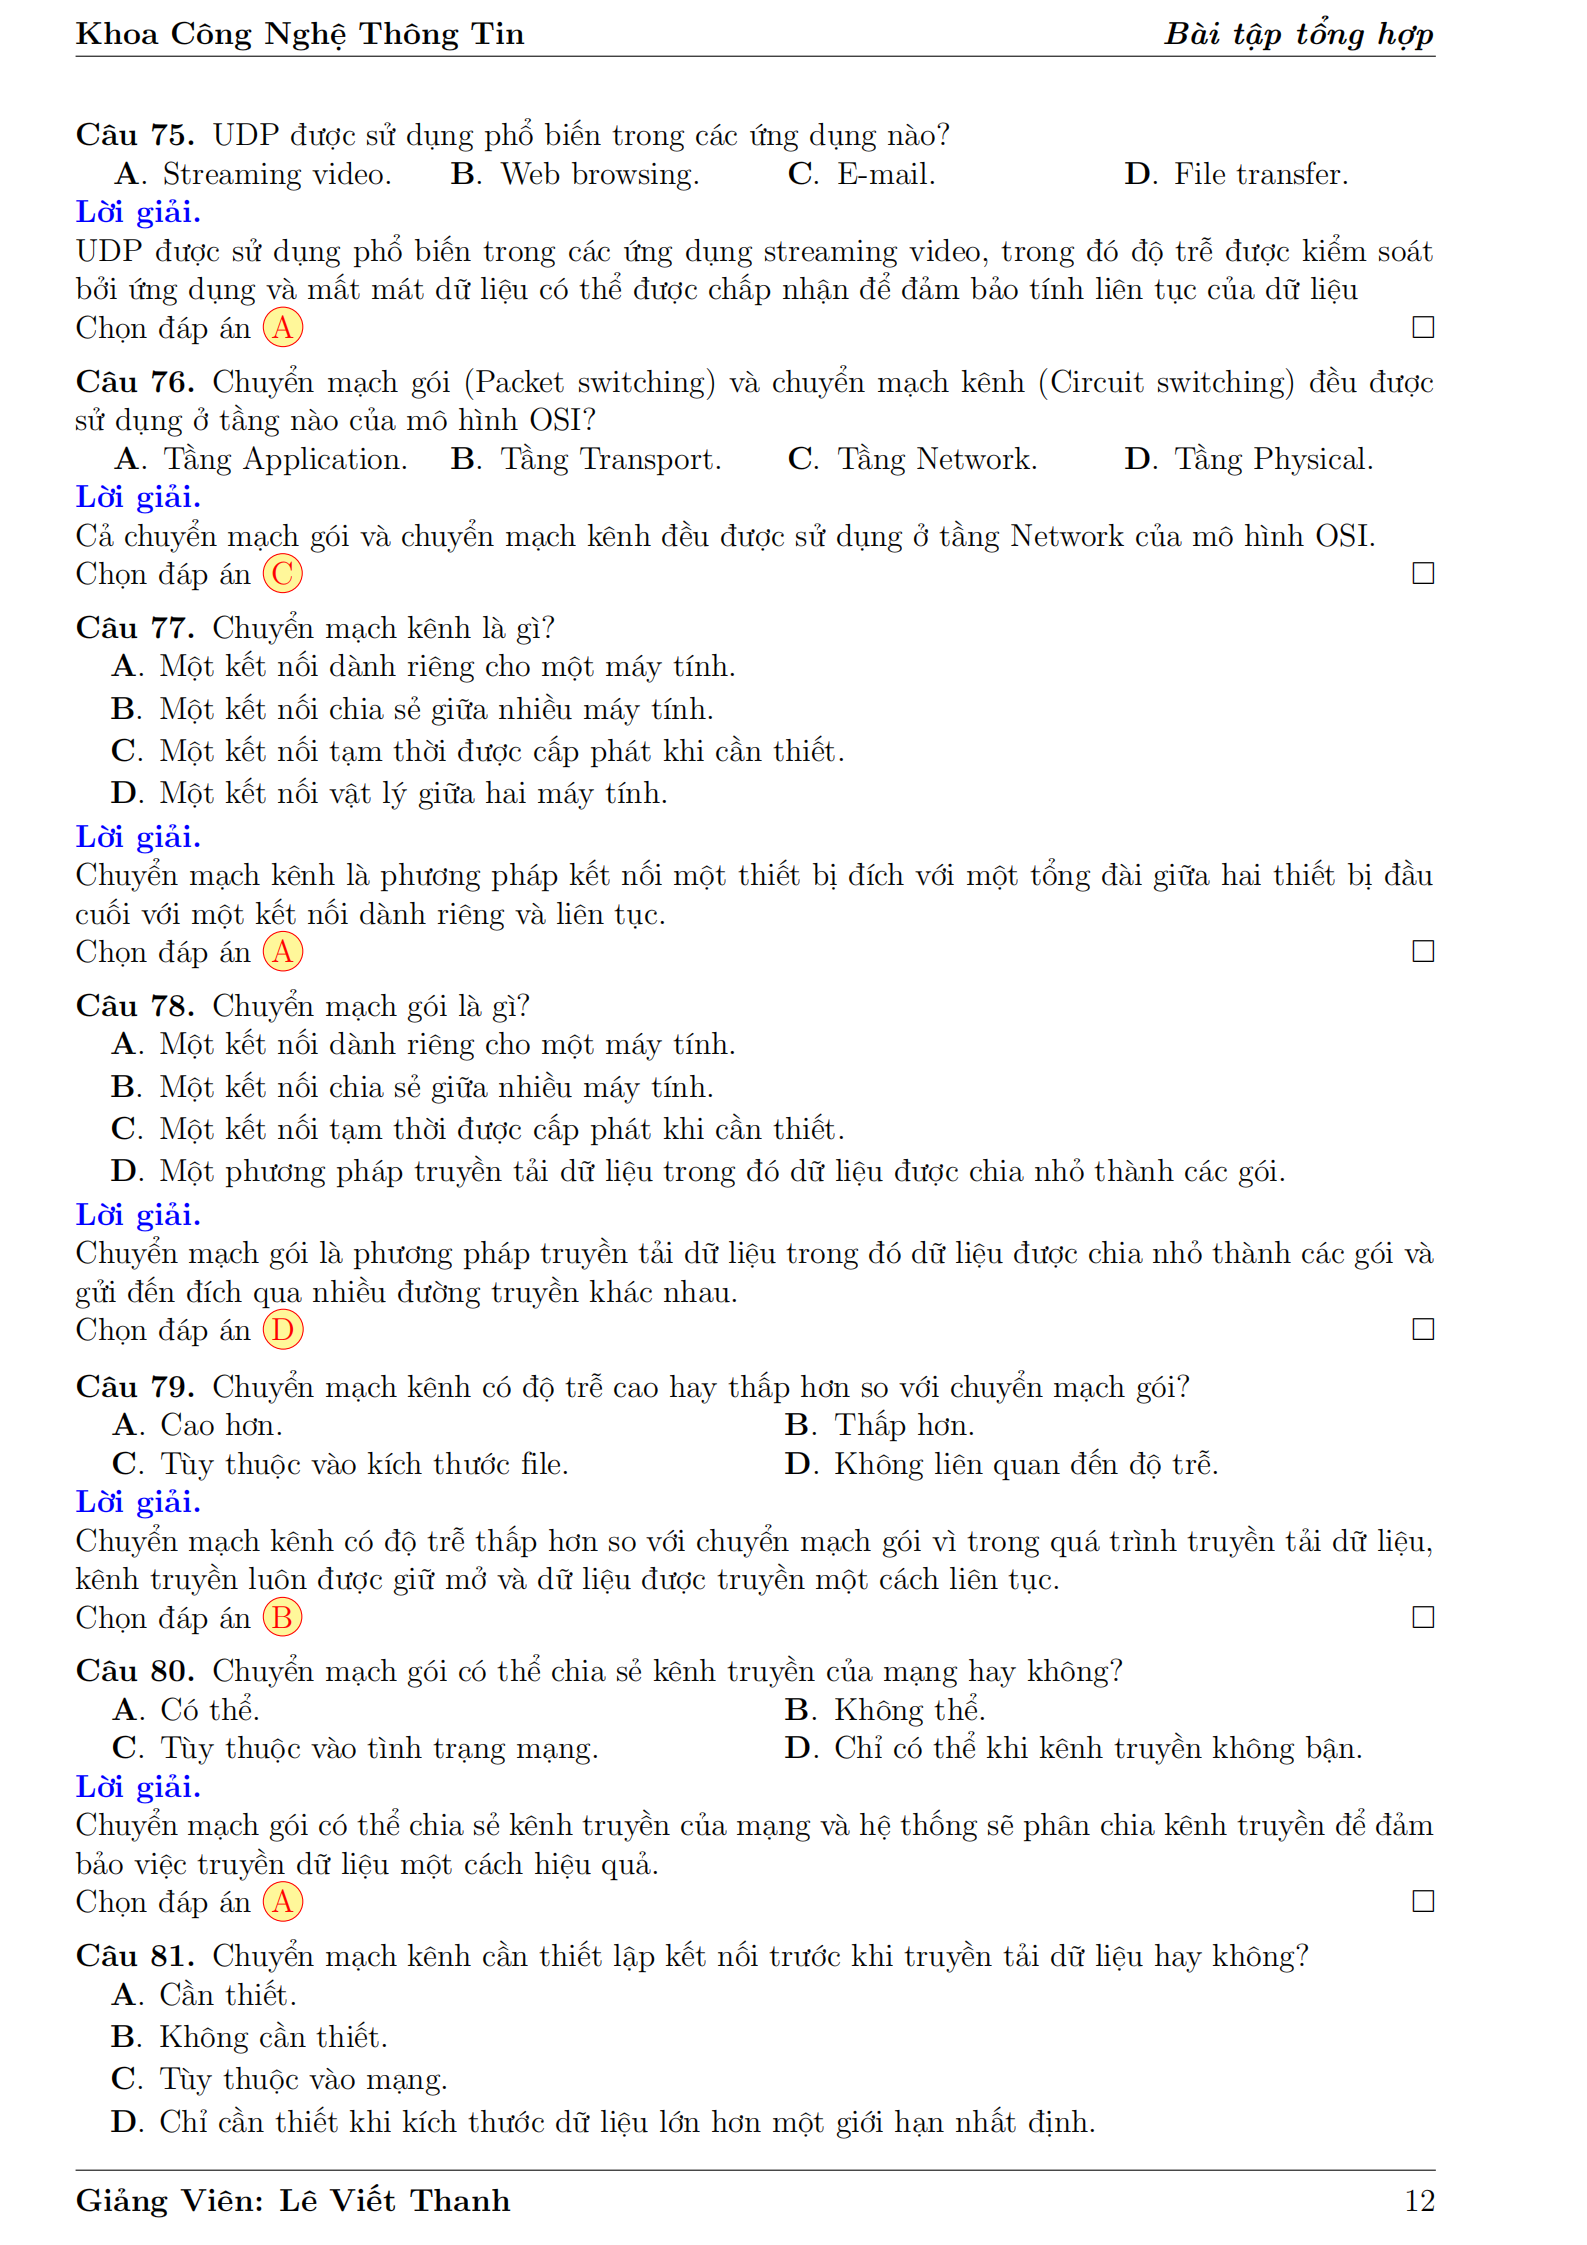 Khoa Công Nghệ Thông Tin Bài tập tổng hợp
Câu 75. UDP được sử dụng phổ biến trong các ứng dụng nào?
A. Streaming video. B. Web browsing. C. E-mail. D. File transfer.
Lời giải.
UDP được sử dụng phổ biến trong các ứng dụng streaming video, trong đó độ trễ được kiểm soát
bởi ứng dụng và mất mát dữ liệu có thể được chấp nhận để đảm bảo tính liên tục của dữ liệu
Chọn đáp án A □
Câu 76. Chuyển mạch gói (Packet switching) và chuyển mạch kênh (Circuit switching) đều được
sử dụng ở tầng nào của mô hình OSI?
A. Tầng Application. B. Tầng Transport. C. Tầng Network. D. Tầng Physical.
Lời giải.
Cả chuyển mạch gói và chuyển mạch kênh đều được sử dụng ở tầng Network của mô hình OSI.
Chọn đáp án C □
Câu 77. Chuyển mạch kênh là gì?
A. Một kết nối dành riêng cho một máy tính.
B. Một kết nối chia sẻ giữa nhiều máy tính.
C. Một kết nối tạm thời được cấp phát khi cần thiết.
D. Một kết nối vật lý giữa hai máy tính.
Lời giải.
Chuyển mạch kênh là phương pháp kết nối một thiết bị đích với một tổng đài giữa hai thiết bị đầu
cuối với một kết nối dành riêng và liên tục.
Chọn đáp án A □
Câu 78. Chuyển mạch gói là gì?
A. Một kết nối dành riêng cho một máy tính.
B. Một kết nối chia sẻ giữa nhiều máy tính.
C. Một kết nối tạm thời được cấp phát khi cần thiết.
D. Một phương pháp truyền tải dữ liệu trong đó dữ liệu được chia nhỏ thành các gói.
Lời giải.
Chuyển mạch gói là phương pháp truyền tải dữ liệu trong đó dữ liệu được chia nhỏ thành các gói và
gửi đến đích qua nhiều đường truyền khác nhau.
Chọn đáp án D □
Câu 79. Chuyển mạch kênh có độ trễ cao hay thấp hơn so với chuyển mạch gói?
A. Cao hơn. B. Thấp hơn.
C. Tùy thuộc vào kích thước file. D. Không liên quan đến độ trễ.
Lời giải.
Chuyển mạch kênh có độ trễ thấp hơn so với chuyển mạch gói vì trong quá trình truyền tải dữ liệu,
kênh truyền luôn được giữ mở và dữ liệu được truyền một cách liên tục.
Chọn đáp án B □
Câu 80. Chuyển mạch gói có thể chia sẻ kênh truyền của mạng hay không?
A. Có thể. B. Không thể.
C. Tùy thuộc vào tình trạng mạng. D. Chỉ có thể khi kênh truyền không bận.
Lời giải.
Chuyển mạch gói có thể chia sẻ kênh truyền của mạng và hệ thống sẽ phân chia kênh truyền để đảm
bảo việc truyền dữ liệu một cách hiệu quả.
Chọn đáp án A □
Câu 81. Chuyển mạch kênh cần thiết lập kết nối trước khi truyền tải dữ liệu hay không?
A. Cần thiết.
B. Không cần thiết.
C. Tùy thuộc vào mạng.
D. Chỉ cần thiết khi kích thước dữ liệu lớn hơn một giới hạn nhất định.
Giảng Viên: Lê Viết Thanh 12